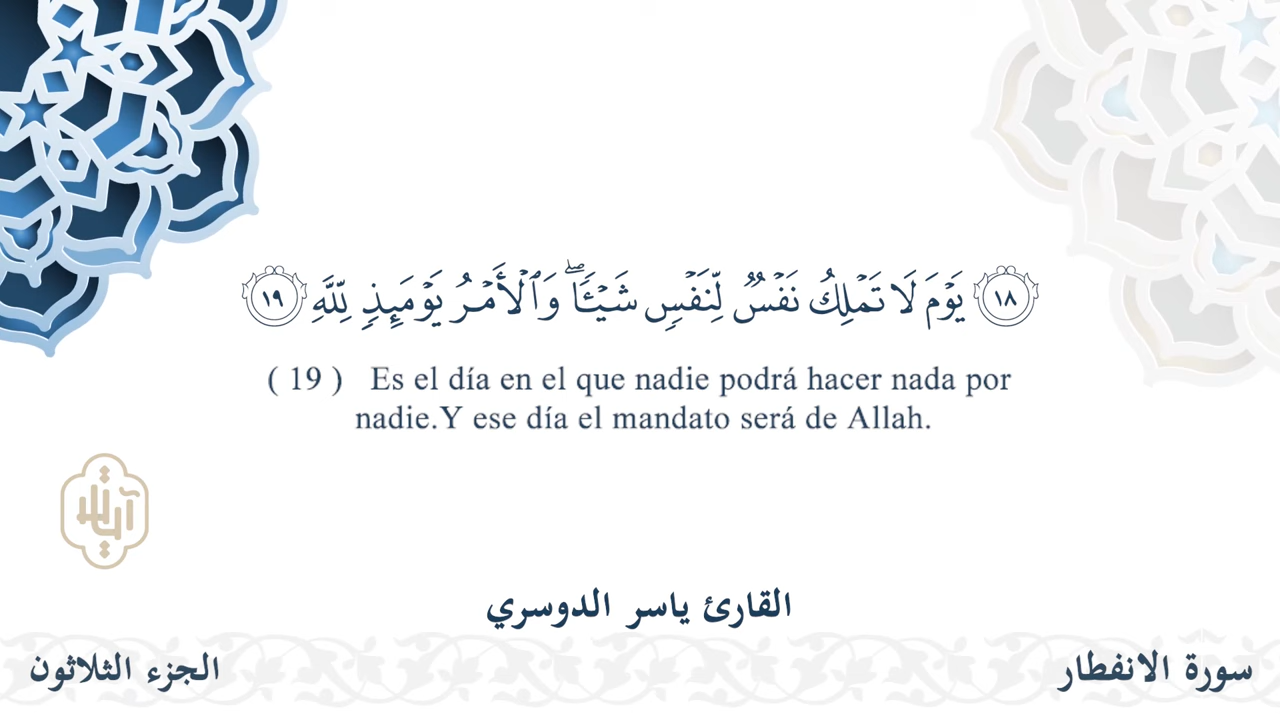 ١٨ يَوۡمَ لَا تَمۡلِكُ نَفۡسٞ لِّنَفۡسٖ شَيۡـٔٗاۖ وَٱلۡأَمۡرُ يَوۡمَئِذٖ لِّلَّهِ ١٩
( 19 ) Es el día en el que nadie podrá hacer nada por
nadie.Y ese día el mandato será de Allah.
القارئ ياسر الدوسري
سورة الانفطار
الجزء الثلاثون